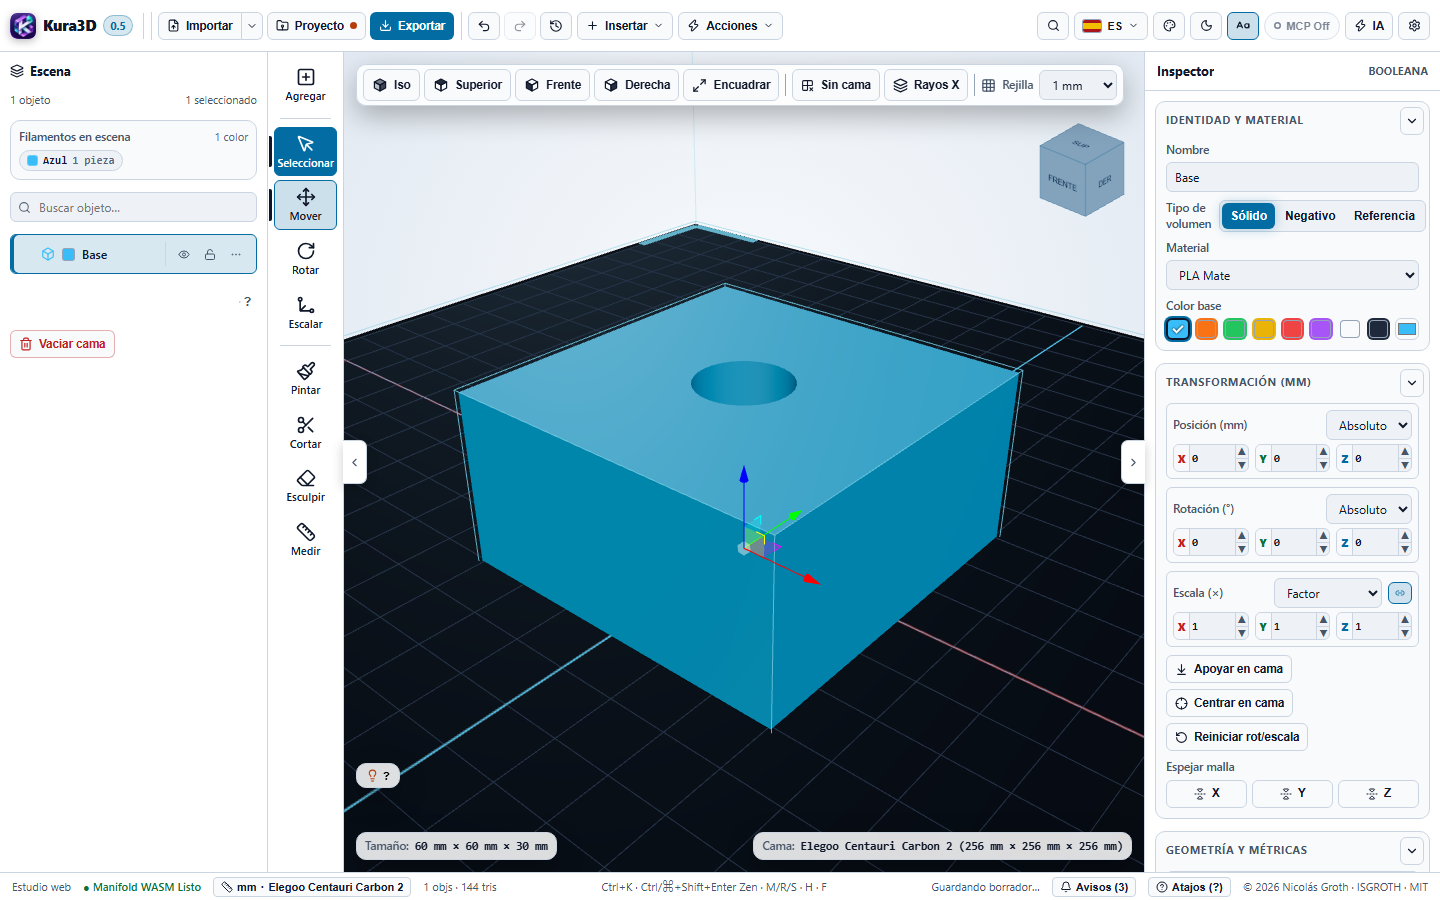 Kura3D 0.5 Importar Proyecto Exportar Insertar Acciones ES Aa MCP Off IA
Escena
1 objeto 1 seleccionado
Filamentos en escena 1 color
Azul 1 pieza
Buscar objeto...
Base
· ?
Vaciar cama
Agregar
Seleccionar
Mover
Rotar
Escalar
Pintar
Cortar
Esculpir
Medir
Iso Superior Frente Derecha Encuadrar Sin cama Rayos X Rejilla 1 mm
SUP
FRENTE DER
?
Tamaño: 60 mm × 60 mm × 30 mm
Cama: Elegoo Centauri Carbon 2 (256 mm × 256 mm × 256 mm)
Inspector BOOLEANA
IDENTIDAD Y MATERIAL
Nombre
Base
Tipo de volumen Sólido Negativo Referencia
Material
PLA Mate
Color base
TRANSFORMACIÓN (MM)
Posición (mm) Absoluto
X 0 Y 0 Z 0
Rotación (°) Absoluto
X 0 Y 0 Z 0
Escala (×) Factor
X 1 Y 1 Z 1
Apoyar en cama
Centrar en cama
Reiniciar rot/escala
Espejar malla
X Y Z
GEOMETRÍA Y MÉTRICAS
Estudio web ● Manifold WASM Listo mm · Elegoo Centauri Carbon 2 1 objs · 144 tris Ctrl+K · Ctrl/⌘+Shift+Enter Zen · M/R/S · H · F Guardando borrador... Avisos (3) Atajos (?) © 2026 Nicolás Groth · ISGROTH · MIT